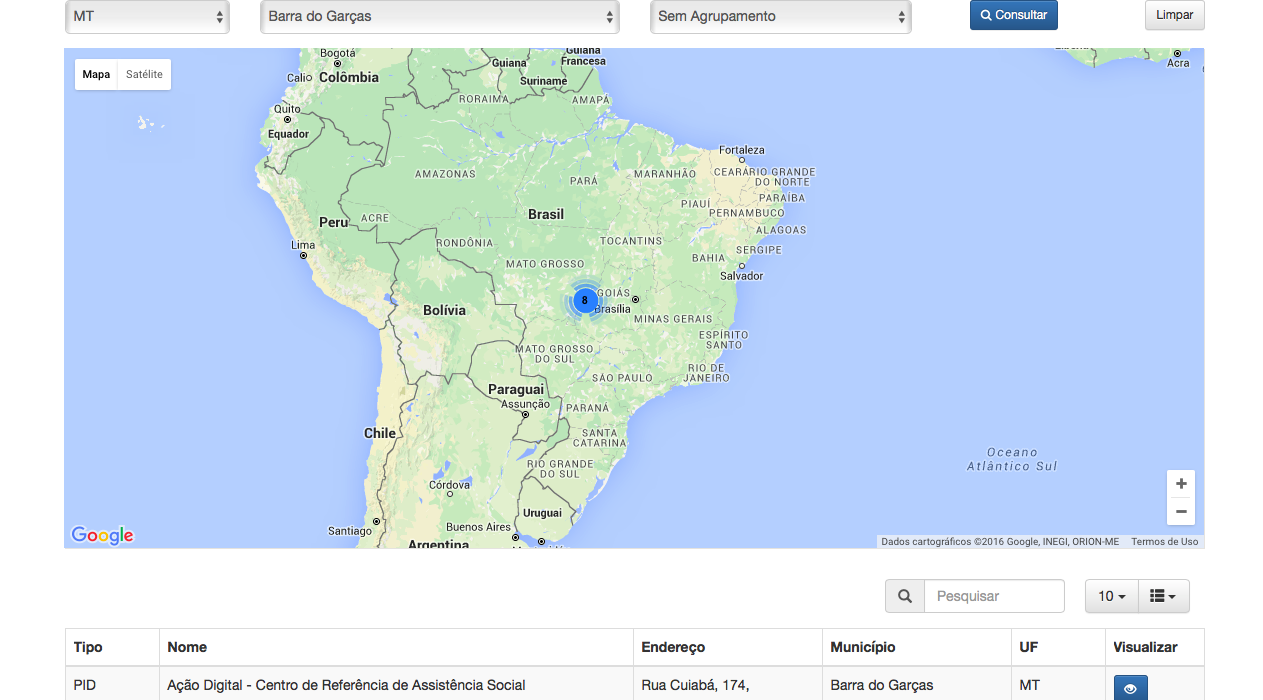 MT Barra do Garças Sem Agrupamento Consultar Limpar
Mapa Satélite
Bogotá
Calio Colômbia
Guiana
Guiana
Francesa
Suriname
Acra
RORAIMA
AMAPÁ
Quito
Equador
Fortaleza
AMAZONAS
PARÁ
MARANHÃO
CEARÁ
RIO GRANDE
DO NORTE
PARAÍBA
PIAUÍ
PERNAMBUCO
Peru
ACRE
Brasil
ALAGOAS
Lima
RONDÔNIA
TOCANTINS
SERGIPE
BAHIA
MATO GROSSO
Salvador
8
GOIÁS
Brasília
Bolívia
MINAS GERAIS
ESPÍRITO
SANTO
MATO GROSSO
DO SUL
RIO DE
JANEIRO
SÃO PAULO
Paraguai
Assunção
PARANÁ
Chile
SANTA
CATARINA
Oceano
Atlântico Sul
RIO GRANDE
DO SUL
Córdova
Uruguai
Santiago
Buenos Aires
Argentina
Google
Dados cartográficos ©2016 Google, INEGI, ORION-ME Termos de Uso
Pesquisar 10
Tipo Nome Endereço Município UF Visualizar
PID Ação Digital - Centro de Referência de Assistência Social Rua Cuiabá, 174, Barra do Garças MT